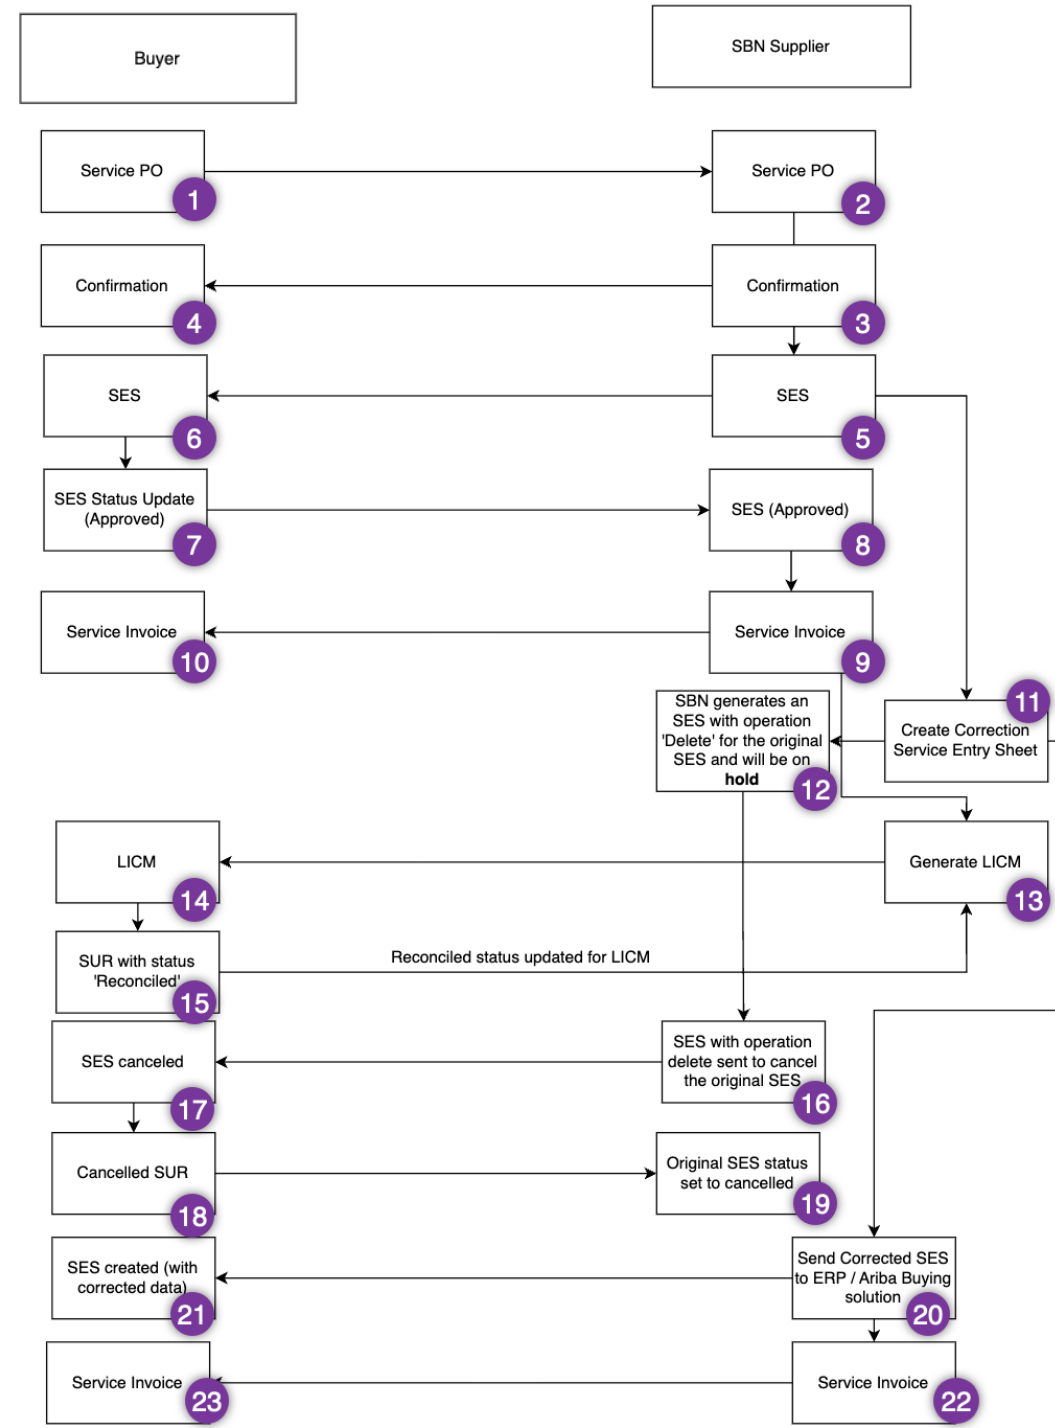 Buyer
SBN Supplier
Service PO
1
Service PO
2
Confirmation
4
Confirmation
3
SES
6
SES
5
SES Status Update
(Approved)
7
SES (Approved)
8
Service Invoice
10
Service Invoice
9
11
Create Correction
Service Entry Sheet
SBN generates an
SES with operation
'Delete' for the original
SES and will be on
hold
12
LICM
14
Generate LICM
13
SUR with status
'Reconciled'
15
Reconciled status updated for LICM
SES canceled
17
SES with operation
delete sent to cancel
the original SES
16
Cancelled SUR
18
Original SES status
set to cancelled
19
SES created (with
corrected data)
21
Send Corrected SES
to ERP / Ariba Buying
solution
20
Service Invoice
23
Service Invoice
22